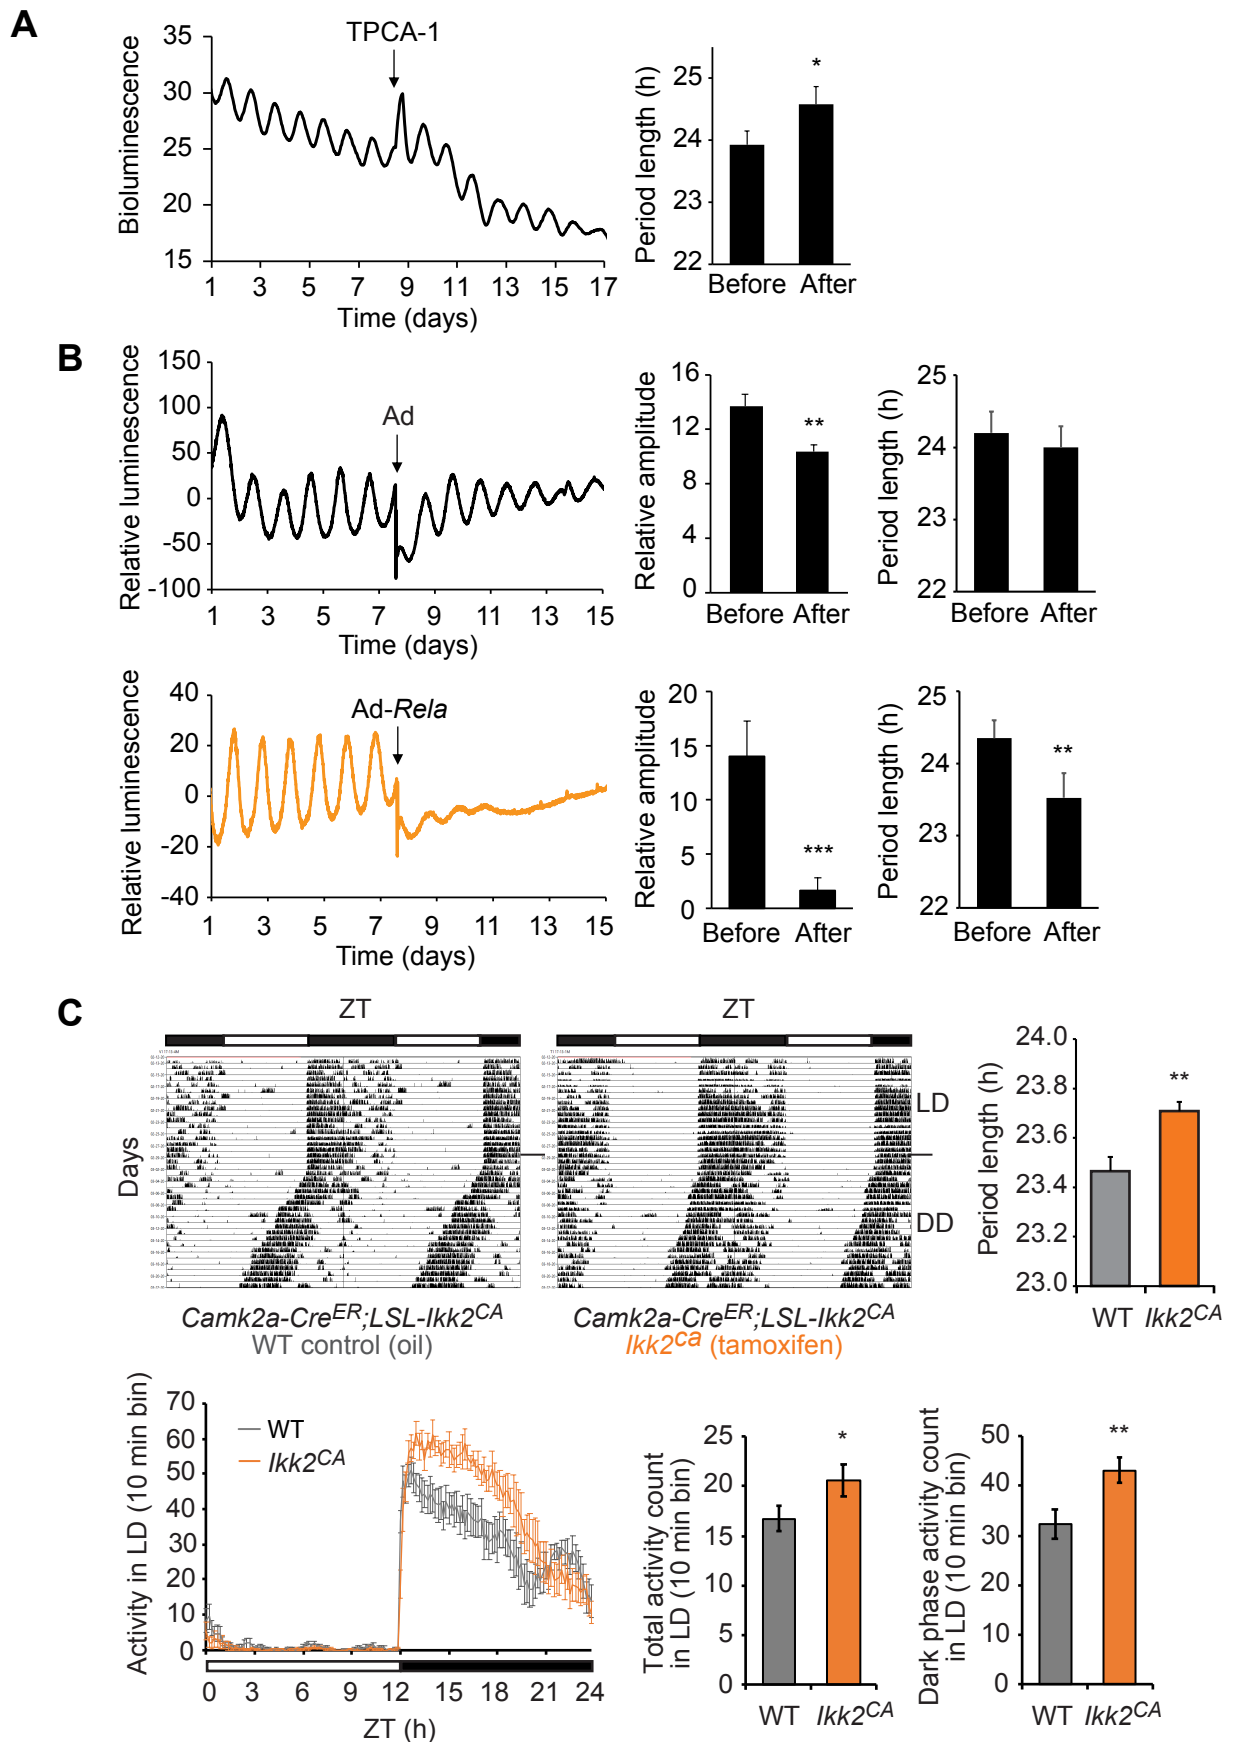 A
TPCA-1
Bioluminescence
35
30
25
20
15
1 3 5 7 9 11 13 15 17
Time (days)
Period length (h)
25
24
23
22
*
Before After
B
Relative luminescence
150
100
50
0
-50
-100
Ad
1 3 5 7 9 11 13 15
Time (days)
Relative amplitude
16
12
8
4
0
**
Before After
Period length (h)
25
24
23
22
Before After
Relative luminescence
40
20
0
-20
-40
Ad-Rela
1 3 5 7 9 11 13 15
Time (days)
Relative amplitude
20
15
10
5
0
***
Before After
Period length (h)
25
24
23
22
**
Before After
C
ZT
ZT
Days
LD
DD
Camk2a-CreER;LSL-Ikk2CA
WT control (oil)
Camk2a-CreER;LSL-Ikk2CA
Ikk2ca (tamoxifen)
Period length (h)
24.0
23.8
23.6
23.4
23.2
23.0
**
WT Ikk2CA
Activity in LD (10 min bin)
70
60
50
40
30
20
10
0
WT
Ikk2CA
0 3 6 9 12 15 18 21 24
ZT (h)
Total activity count
in LD (10 min bin)
25
20
15
10
5
0
*
WT Ikk2CA
Dark phase activity count
in LD (10 min bin)
50
40
30
20
10
0
**
WT Ikk2CA